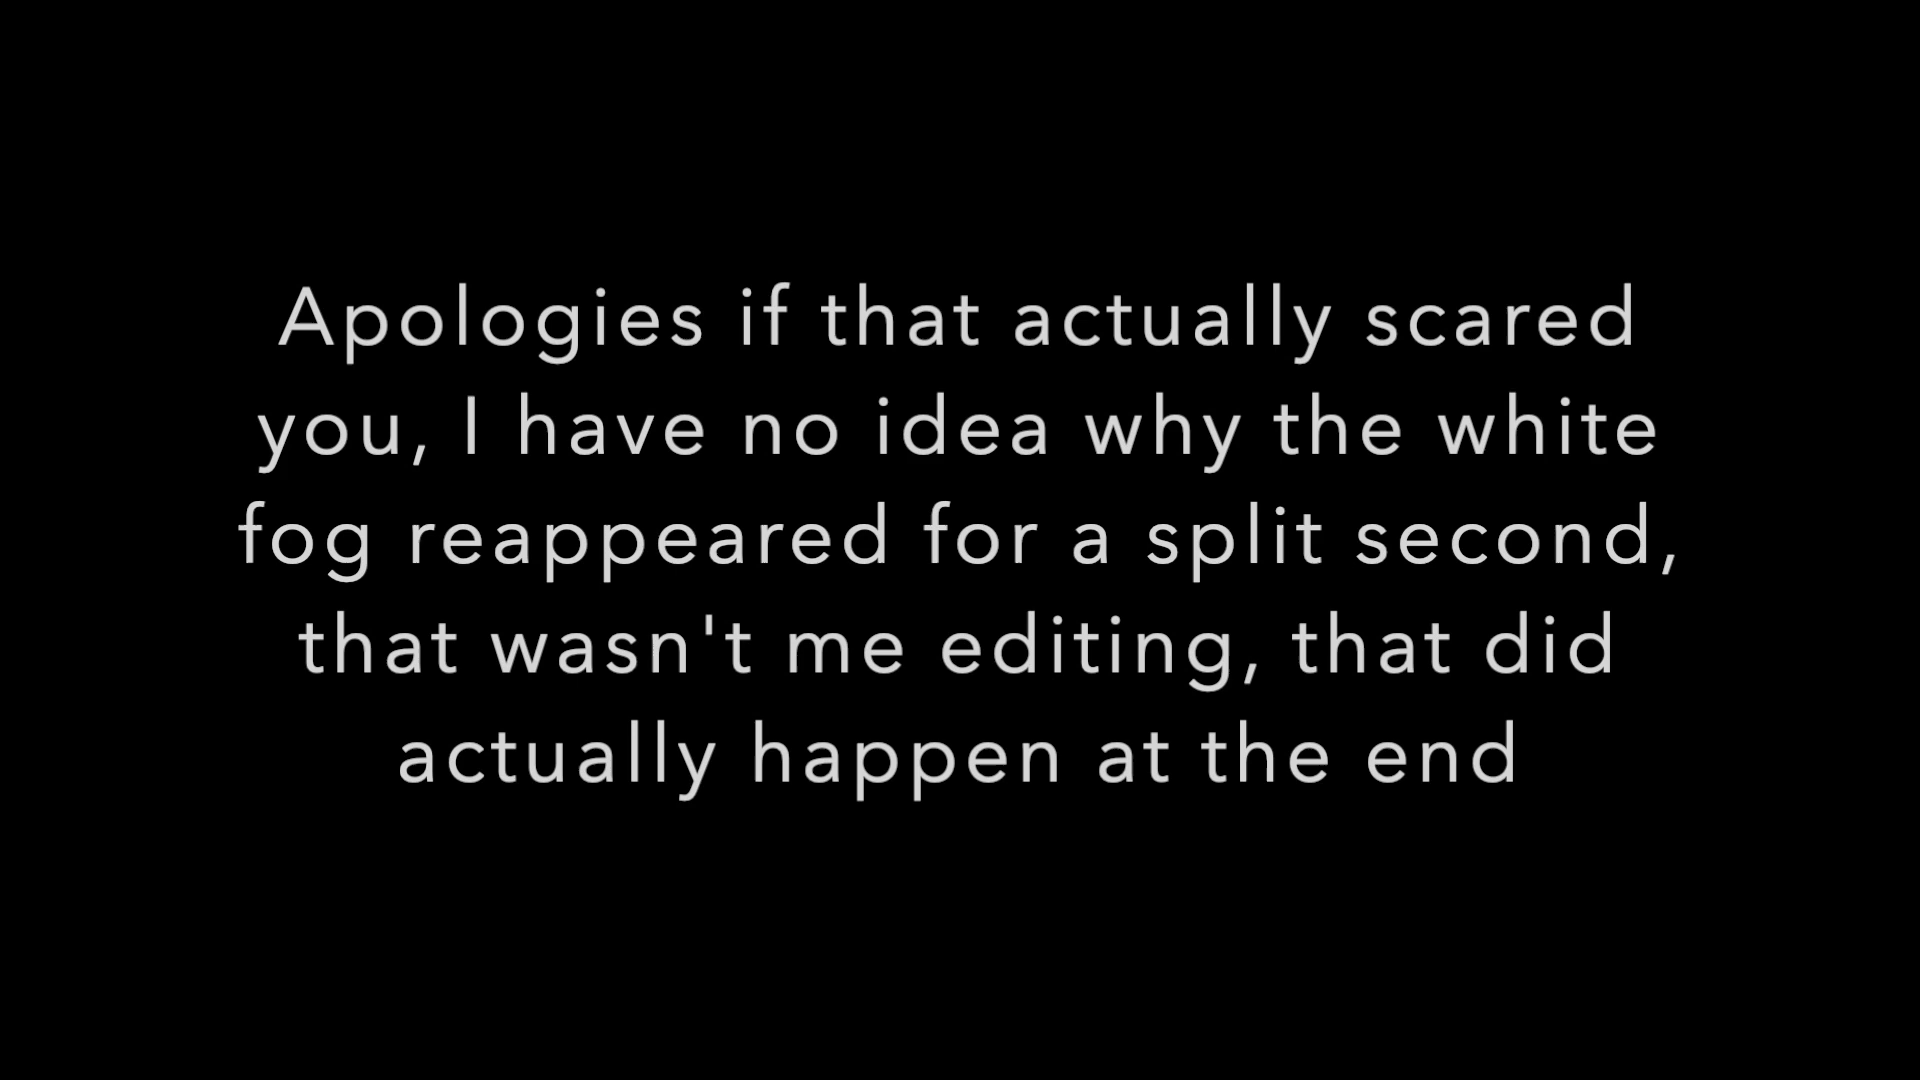 Apologies if that actually scared
you, I have no idea why the white
fog reappeared for a split second,
that wasn't me editing, that did
actually happen at the end